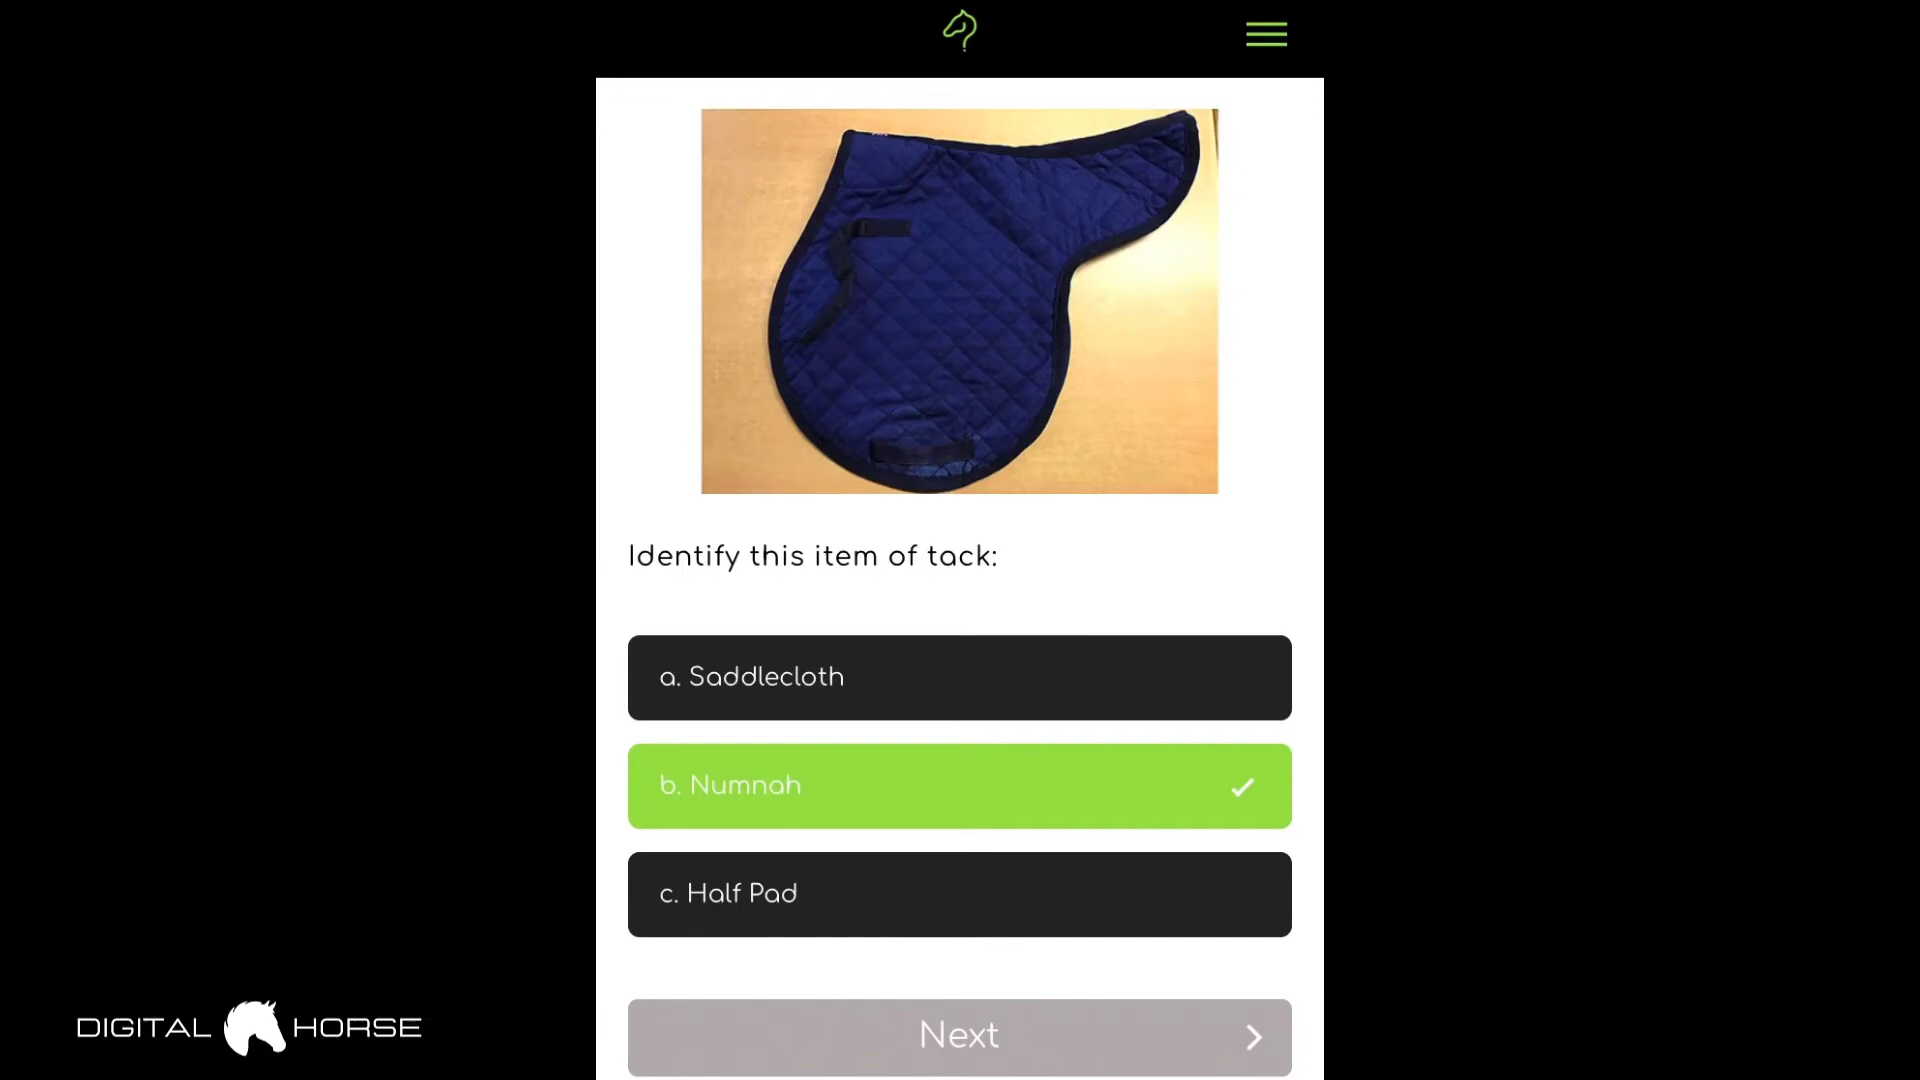 Identify this item of tack:
a. Saddlecloth
b. Numnah
c. Half Pad
Next
DIGITAL HORSE